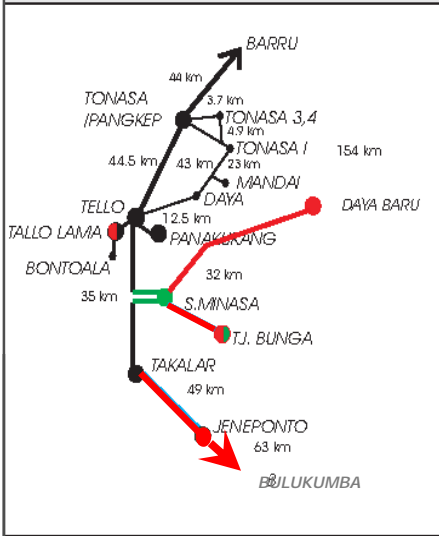 BARRU
44 km
TONASA
/PANGKEP
3.7 km
TONASA 3,4
4.9 km
TONASA I
154 km
44.5 km
43 km
23 km
MANDAI
DAYA
DAYA BARU
TELLO
12.5 km
TALLO LAMA
PANAKUKANG
BONTOALA
32 km
35 km
S.MINASA
TJ. BUNGA
TAKALAR
49 km
JENEPONTO
63 km
BULUKUMBA